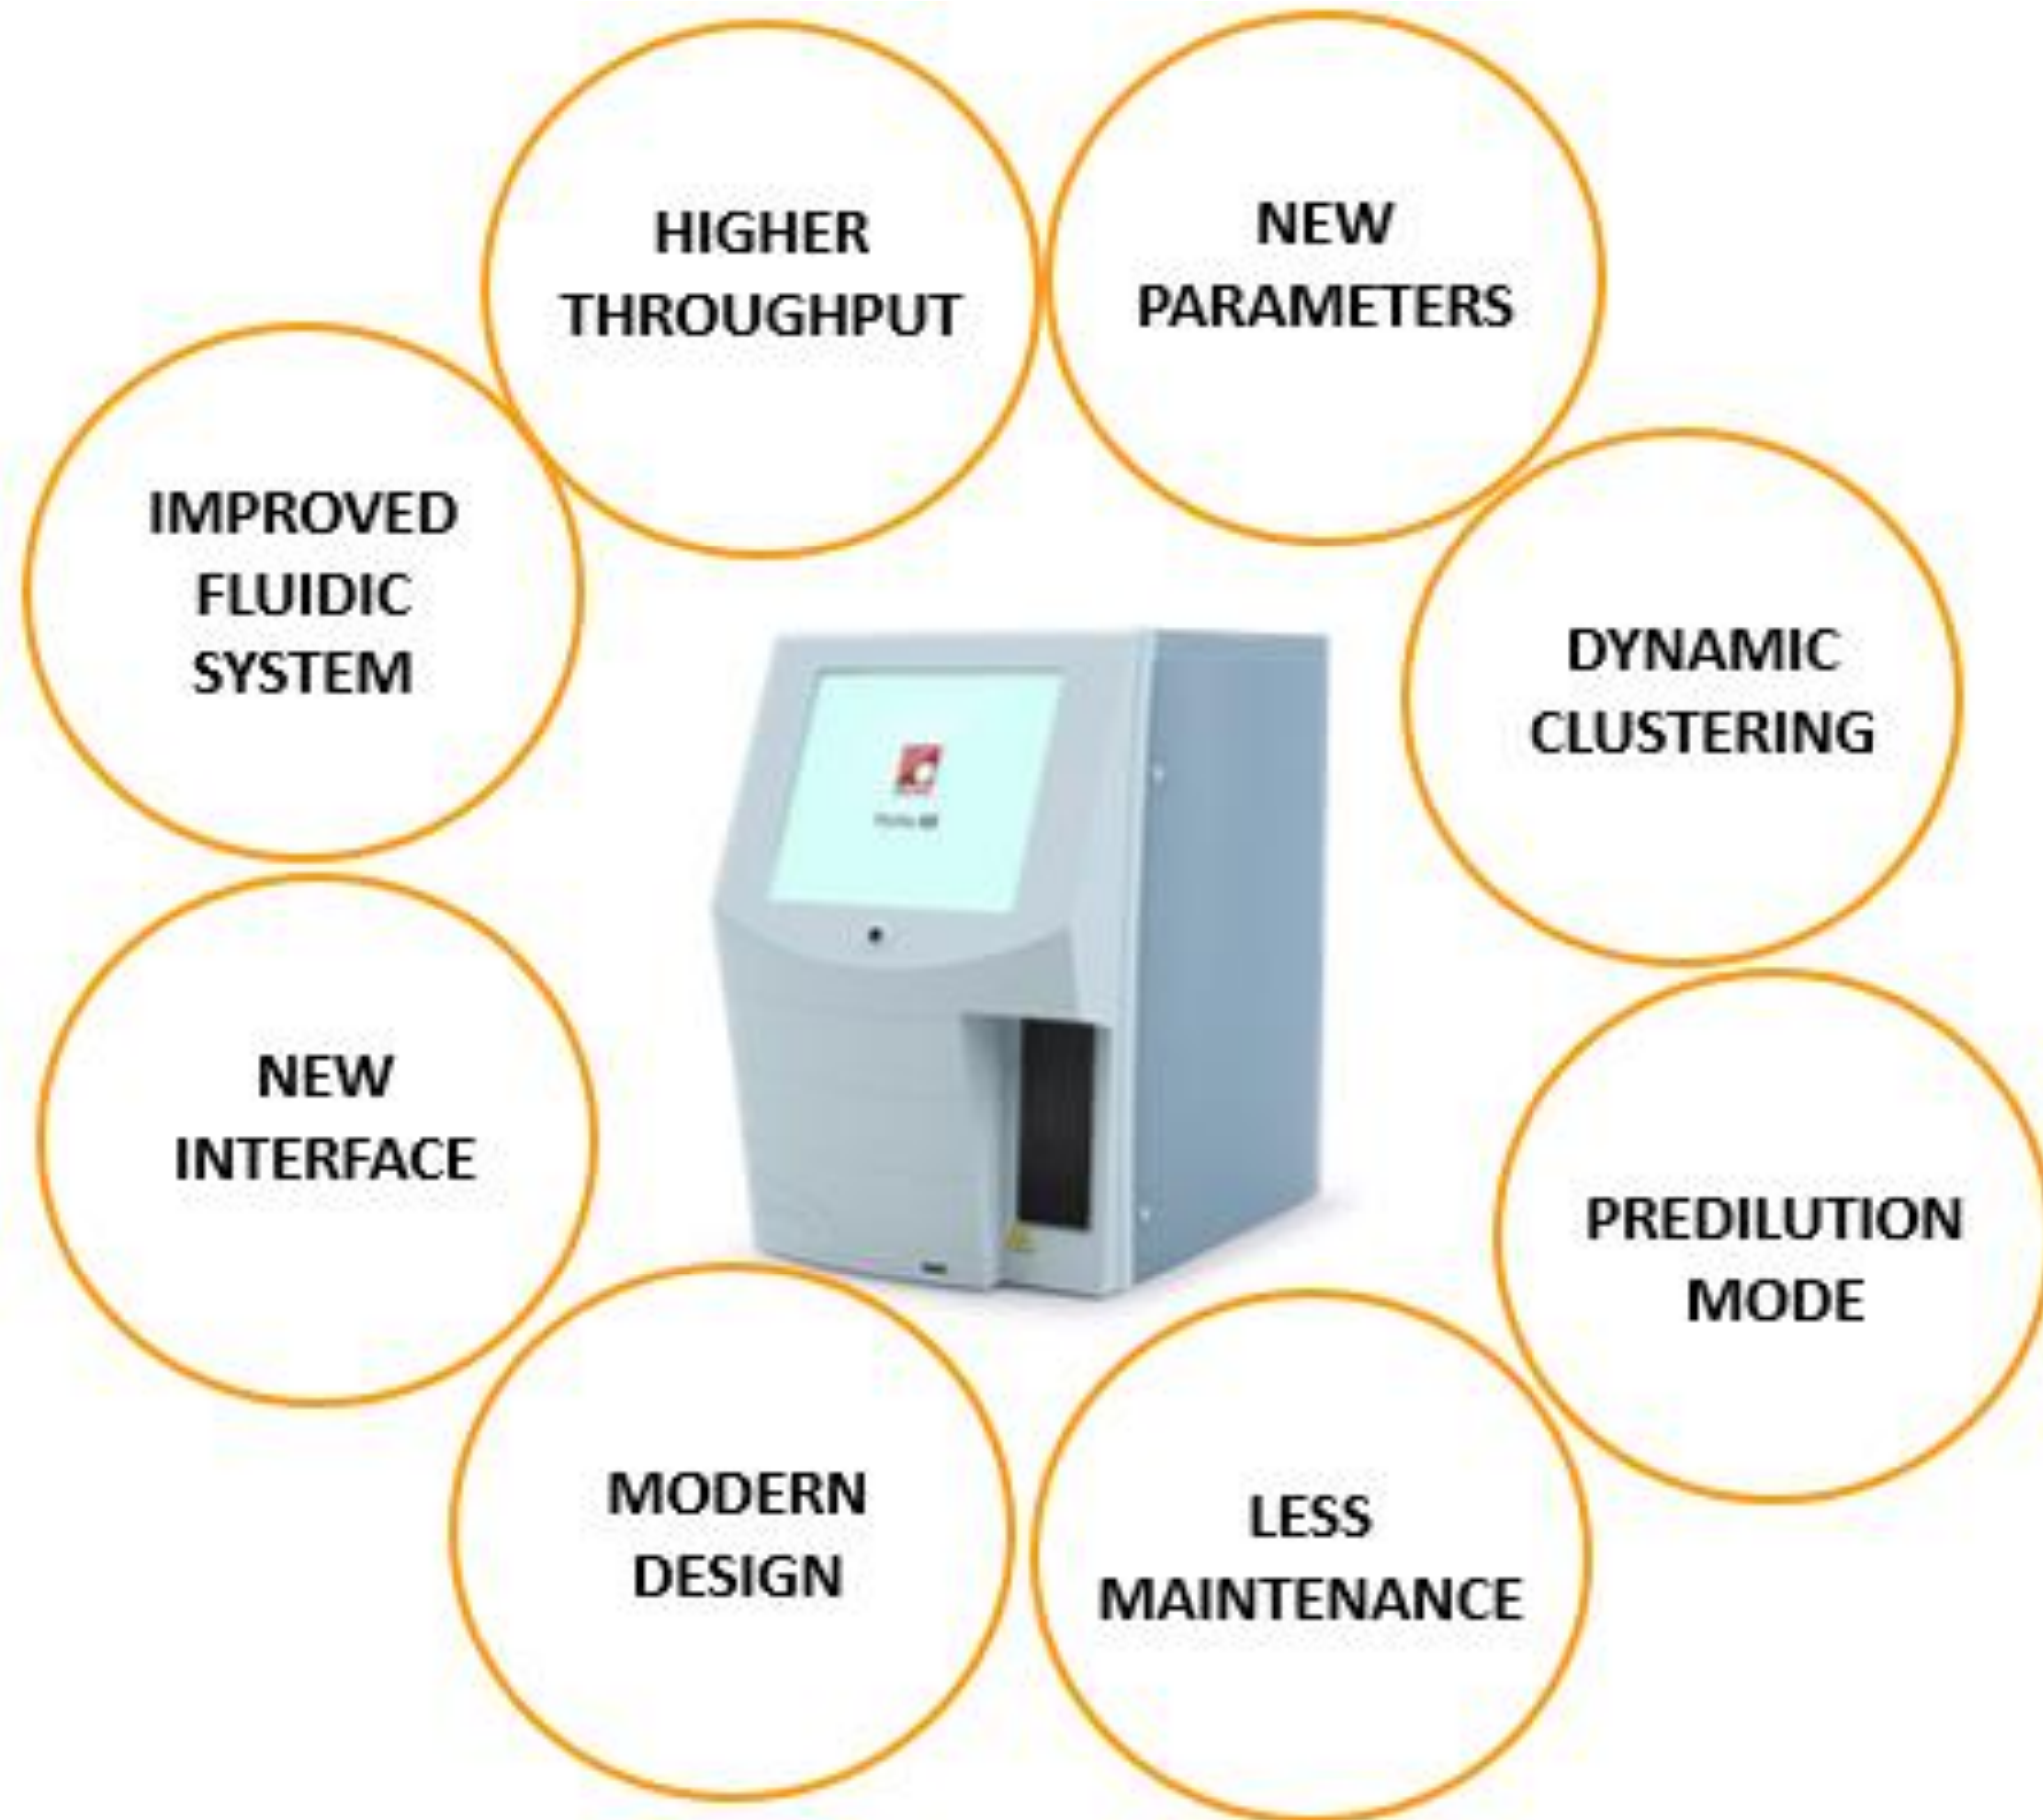 HIGHER
THROUGHPUT
NEW
PARAMETERS
IMPROVED
FLUIDIC
SYSTEM
DYNAMIC
CLUSTERING
NEW
INTERFACE
PREDILUTION
MODE
MODERN
DESIGN
LESS
MAINTENANCE